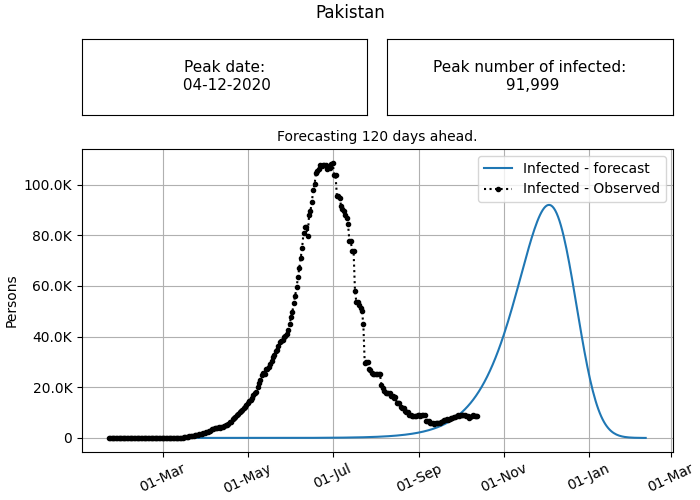 Pakistan
Peak date:
04-12-2020
Peak number of infected:
91,999
Forecasting 120 days ahead.
Infected - forecast
Infected - Observed
Persons
100.0K
80.0K
60.0K
40.0K
20.0K
0
01-Mar
01-May
01-Jul
01-Sep
01-Nov
01-Jan
01-Mar